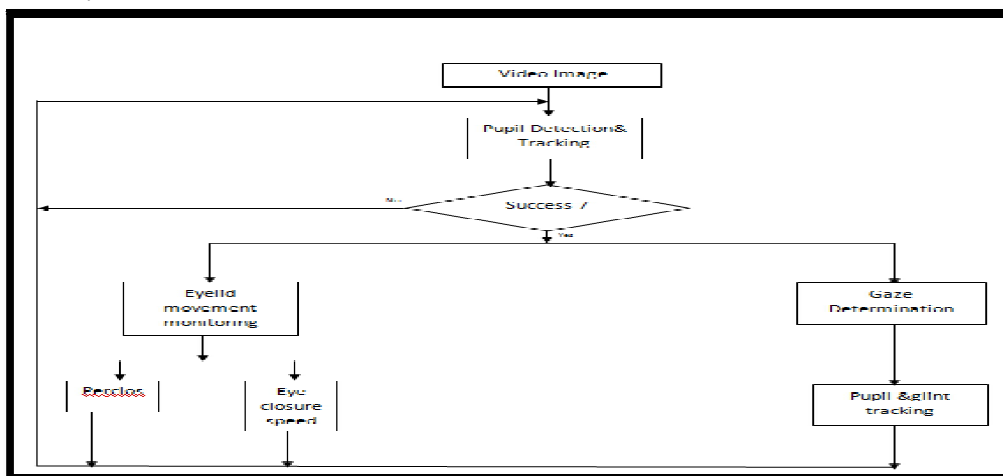 Video Image
Pupil Detection&
Tracking
Success ?
No
Yes
Eyelid
movement
monitoring
Gaze
Determination
Perclos
Eye
closure
speed
Pupil &glint
tracking